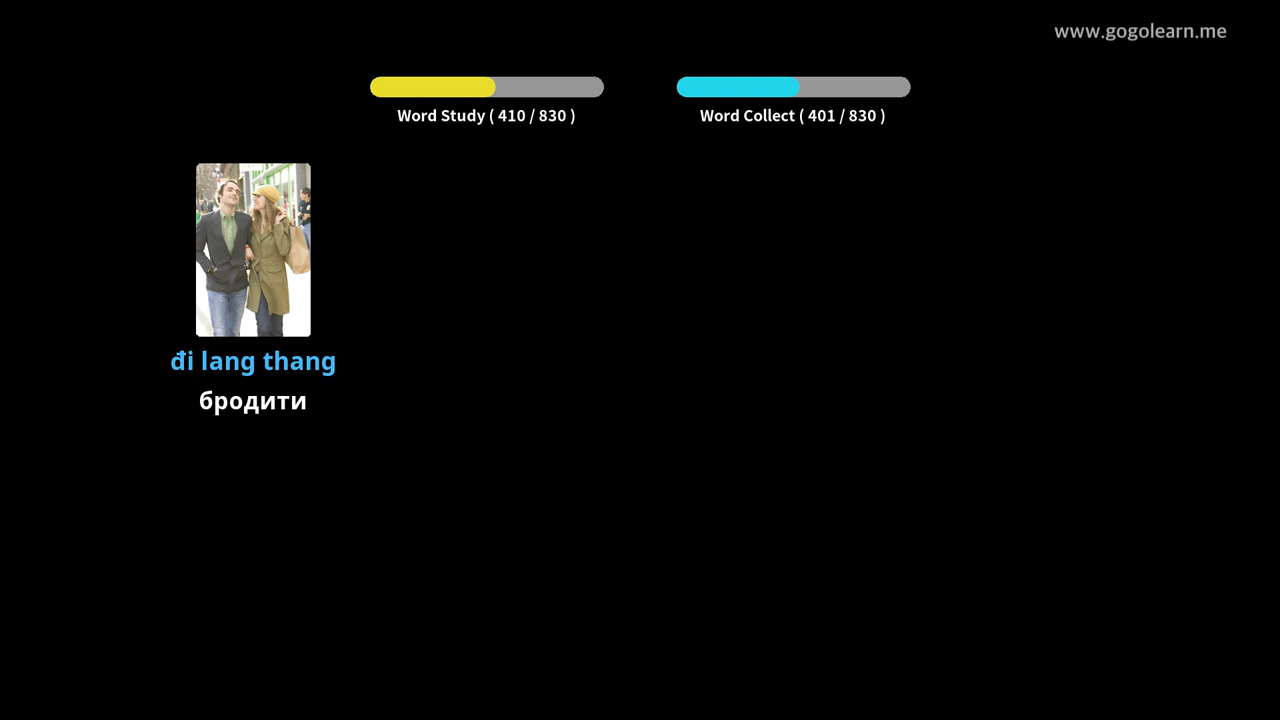 www.gogolearn.me
Word Study ( 410 / 830 )
Word Collect ( 401 / 830 )
đi lang thang
бродити